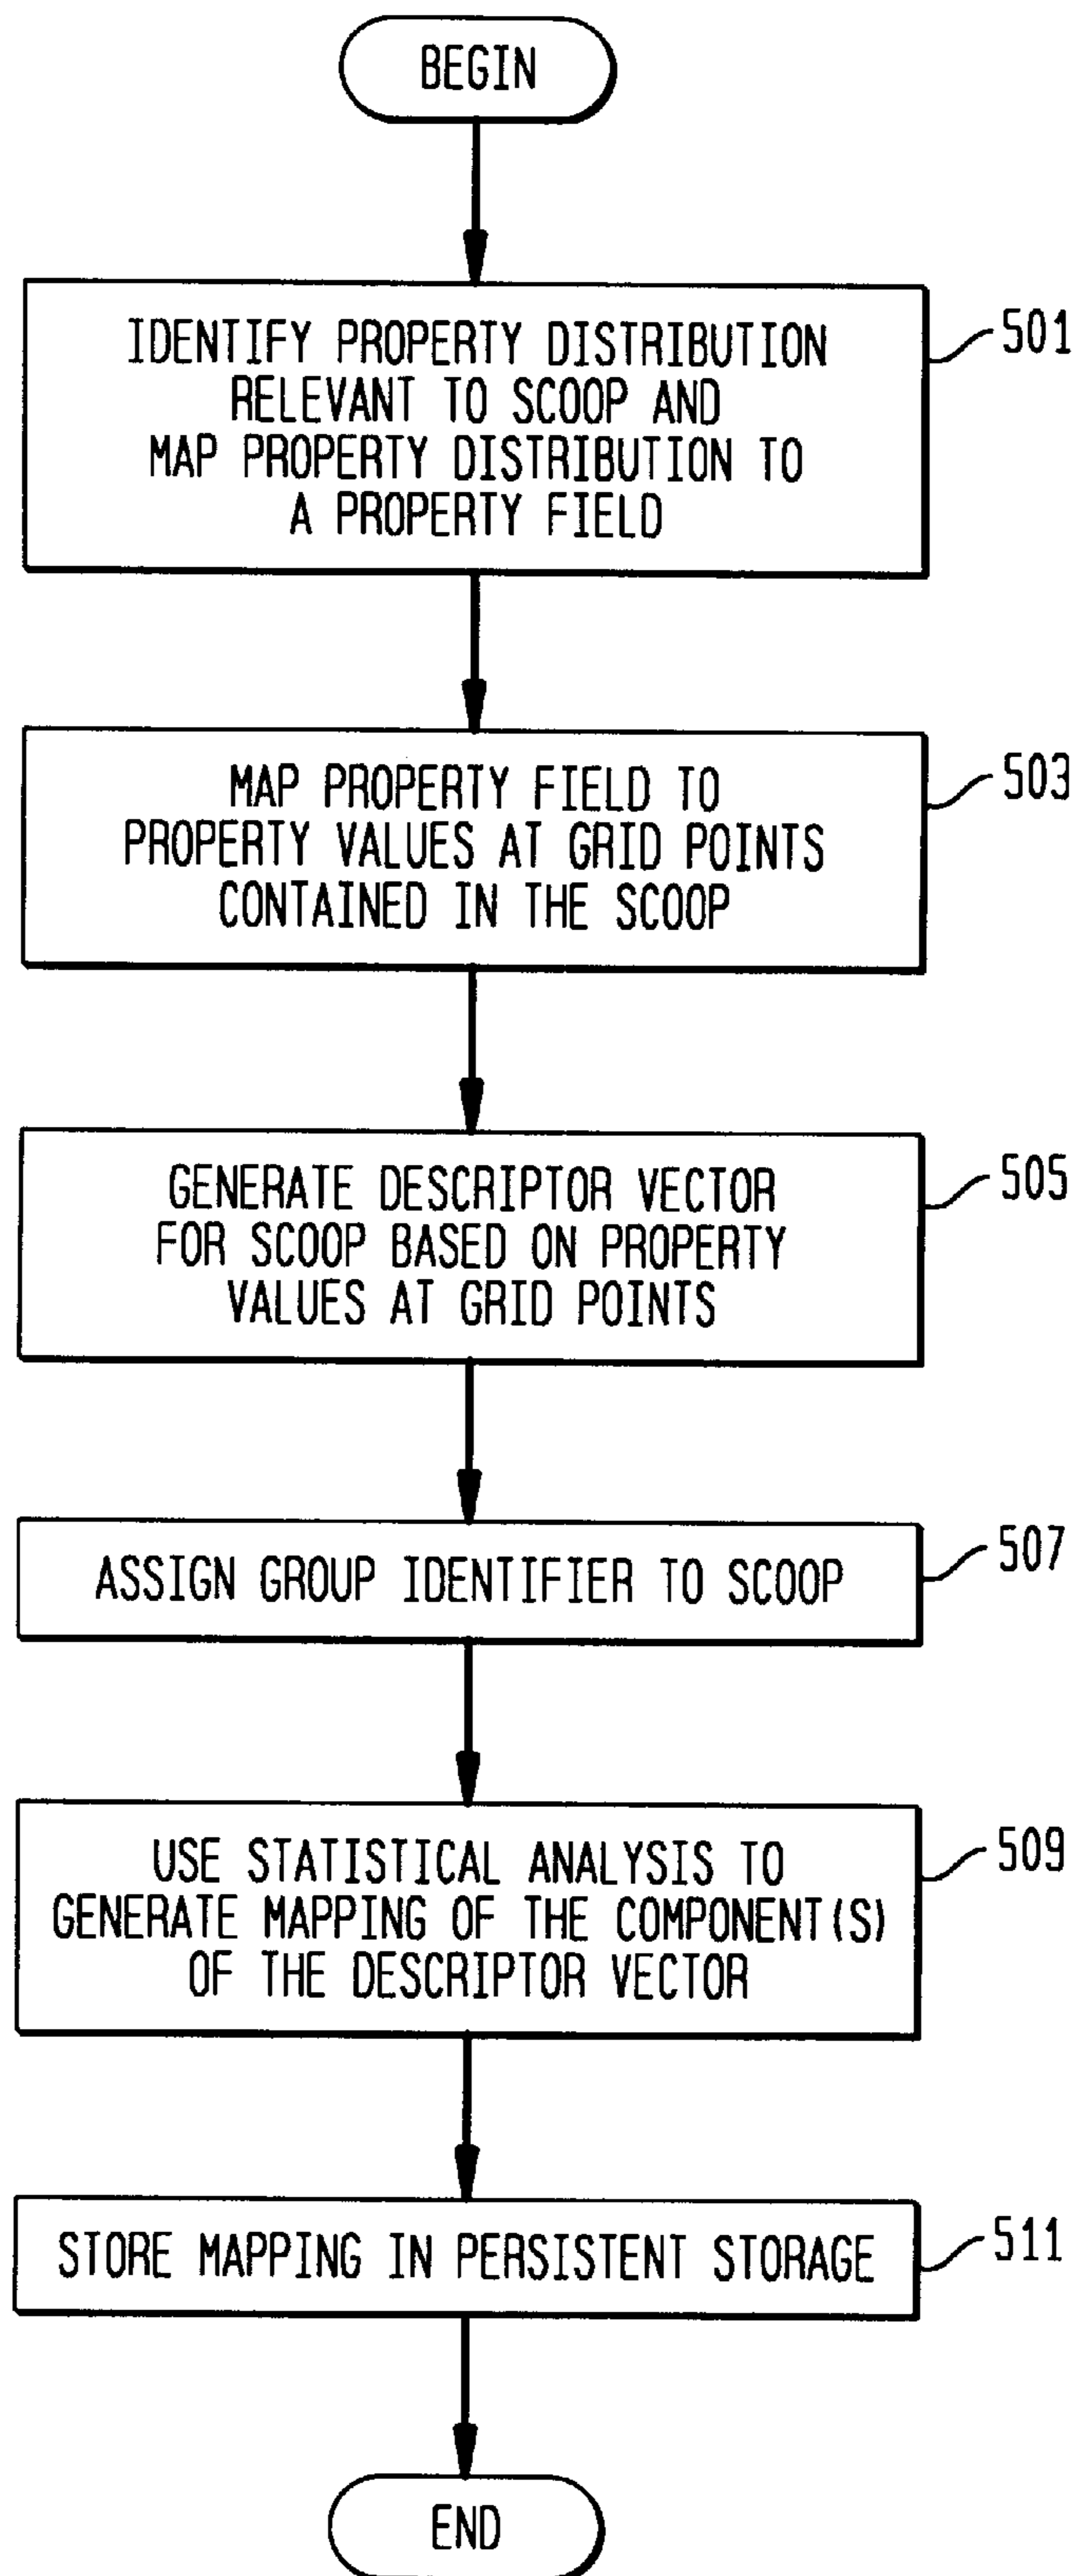 BEGIN
IDENTIFY PROPERTY DISTRIBUTION
RELEVANT TO SCOOP AND
MAP PROPERTY DISTRIBUTION TO
A PROPERTY FIELD
501
MAP PROPERTY FIELD TO
PROPERTY VALUES AT GRID POINTS
CONTAINED IN THE SCOOP
503
GENERATE DESCRIPTOR VECTOR
FOR SCOOP BASED ON PROPERTY
VALUES AT GRID POINTS
505
ASSIGN GROUP IDENTIFIER TO SCOOP
507
USE STATISTICAL ANALYSIS TO
GENERATE MAPPING OF THE COMPONENT(S)
OF THE DESCRIPTOR VECTOR
509
STORE MAPPING IN PERSISTENT STORAGE
511
END